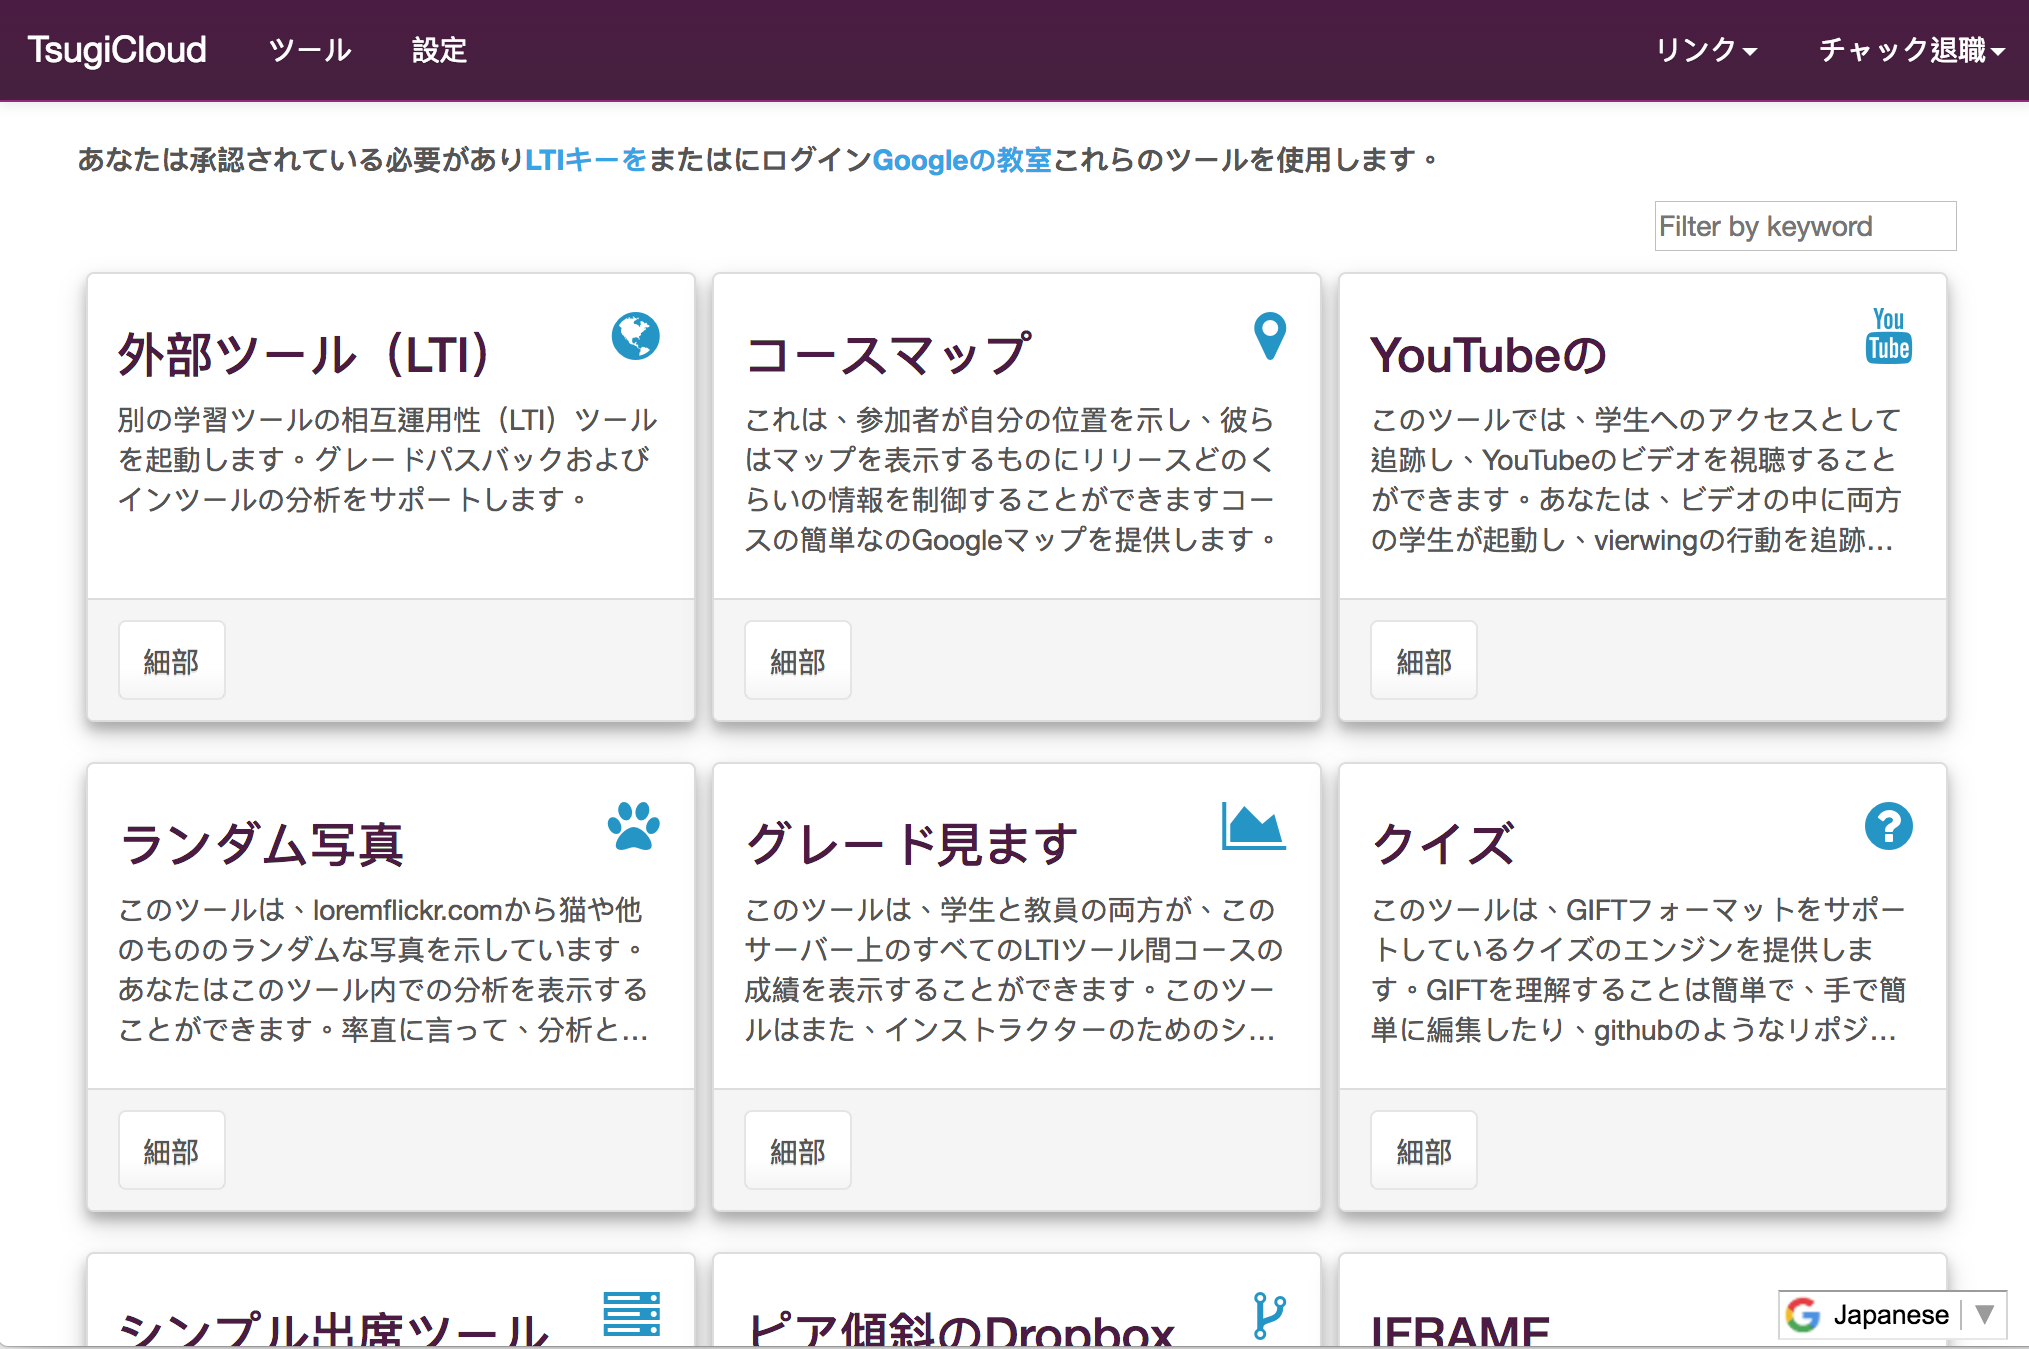 TsugiCloud ツール 設定 リンク チャック退職
あなたは承認されている必要がありLTIキーをまたはにログインGoogleの教室これらのツールを使用します。
Filter by keyword
外部ツール（LTI）
別の学習ツールの相互運用性（LTI）ツール
を起動します。グレードパスバックおよび
インツールの分析をサポートします。
細部
コースマップ
これは、参加者が自分の位置を示し、彼ら
はマップを表示するものにリリースどのく
らいの情報を制御することができますコー
スの簡単なのGoogleマップを提供します。
細部
YouTubeの
You
Tube
このツールでは、学生へのアクセスとして
追跡し、YouTubeのビデオを視聴すること
ができます。あなたは、ビデオの中に両方
の学生が起動し、vierwingの行動を追跡...
細部
ランダム写真
このツールは、loremflickr.comから猫や他
のもののランダムな写真を示しています。
あなたはこのツール内での分析を表示する
ことができます。率直に言って、分析と...
細部
グレード見ます
このツールは、学生と教員の両方が、この
サーバー上のすべてのLTIツール間コースの
成績を表示することができます。このツー
ルはまた、インストラクターのためのシ...
細部
クイズ
このツールは、GIFTフォーマットをサポー
トしているクイズのエンジンを提供しま
す。GIFTを理解することは簡単で、手で簡
単に編集したり、githubのようなリポジ...
細部
シンプル出席ツール
ピア傾斜のDropbox
IFRAME
Japanese